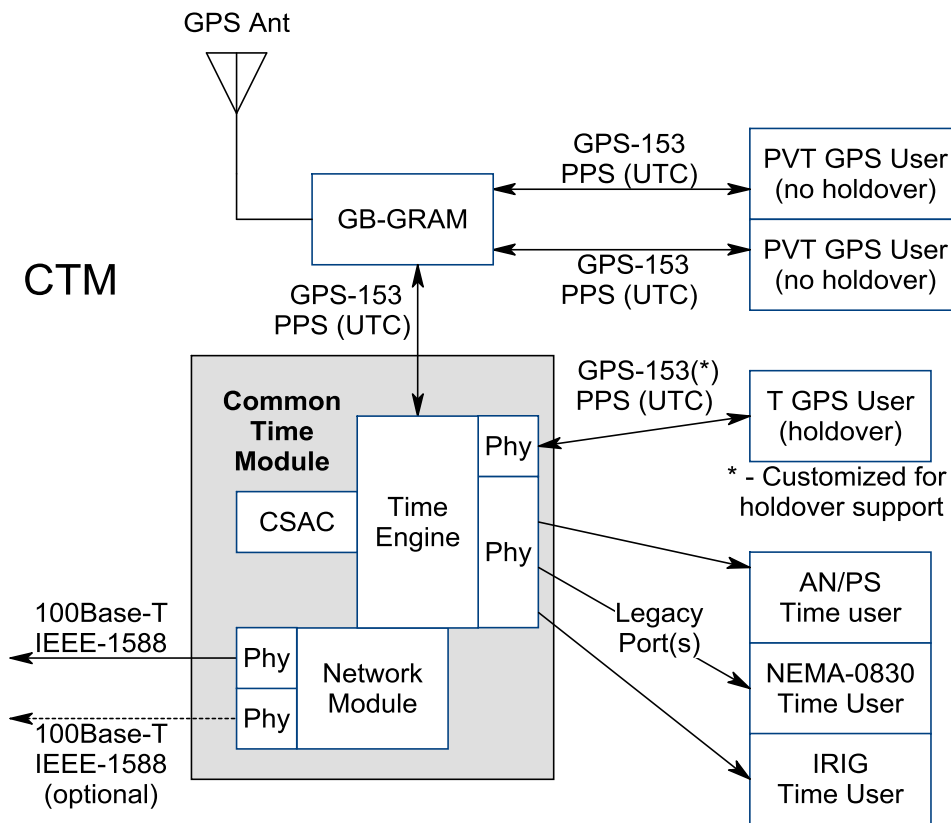 GPS Ant
GPS-153
PPS (UTC)
PVT GPS User
(no holdover)
GB-GRAM
PVT GPS User
(no holdover)
GPS-153
PPS (UTC)
CTM
GPS-153
PPS (UTC)
Common
Time
Module
GPS-153(*)
PPS (UTC)
T GPS User
(holdover)
* - Customized for
holdover support
Phy
CSAC
Time
Engine
Phy
AN/PS
Time user
Legacy
Port(s)
NEMA-0830
Time User
IRIG
Time User
100Base-T
IEEE-1588
Phy
Network
Module
Phy
100Base-T
IEEE-1588
(optional)